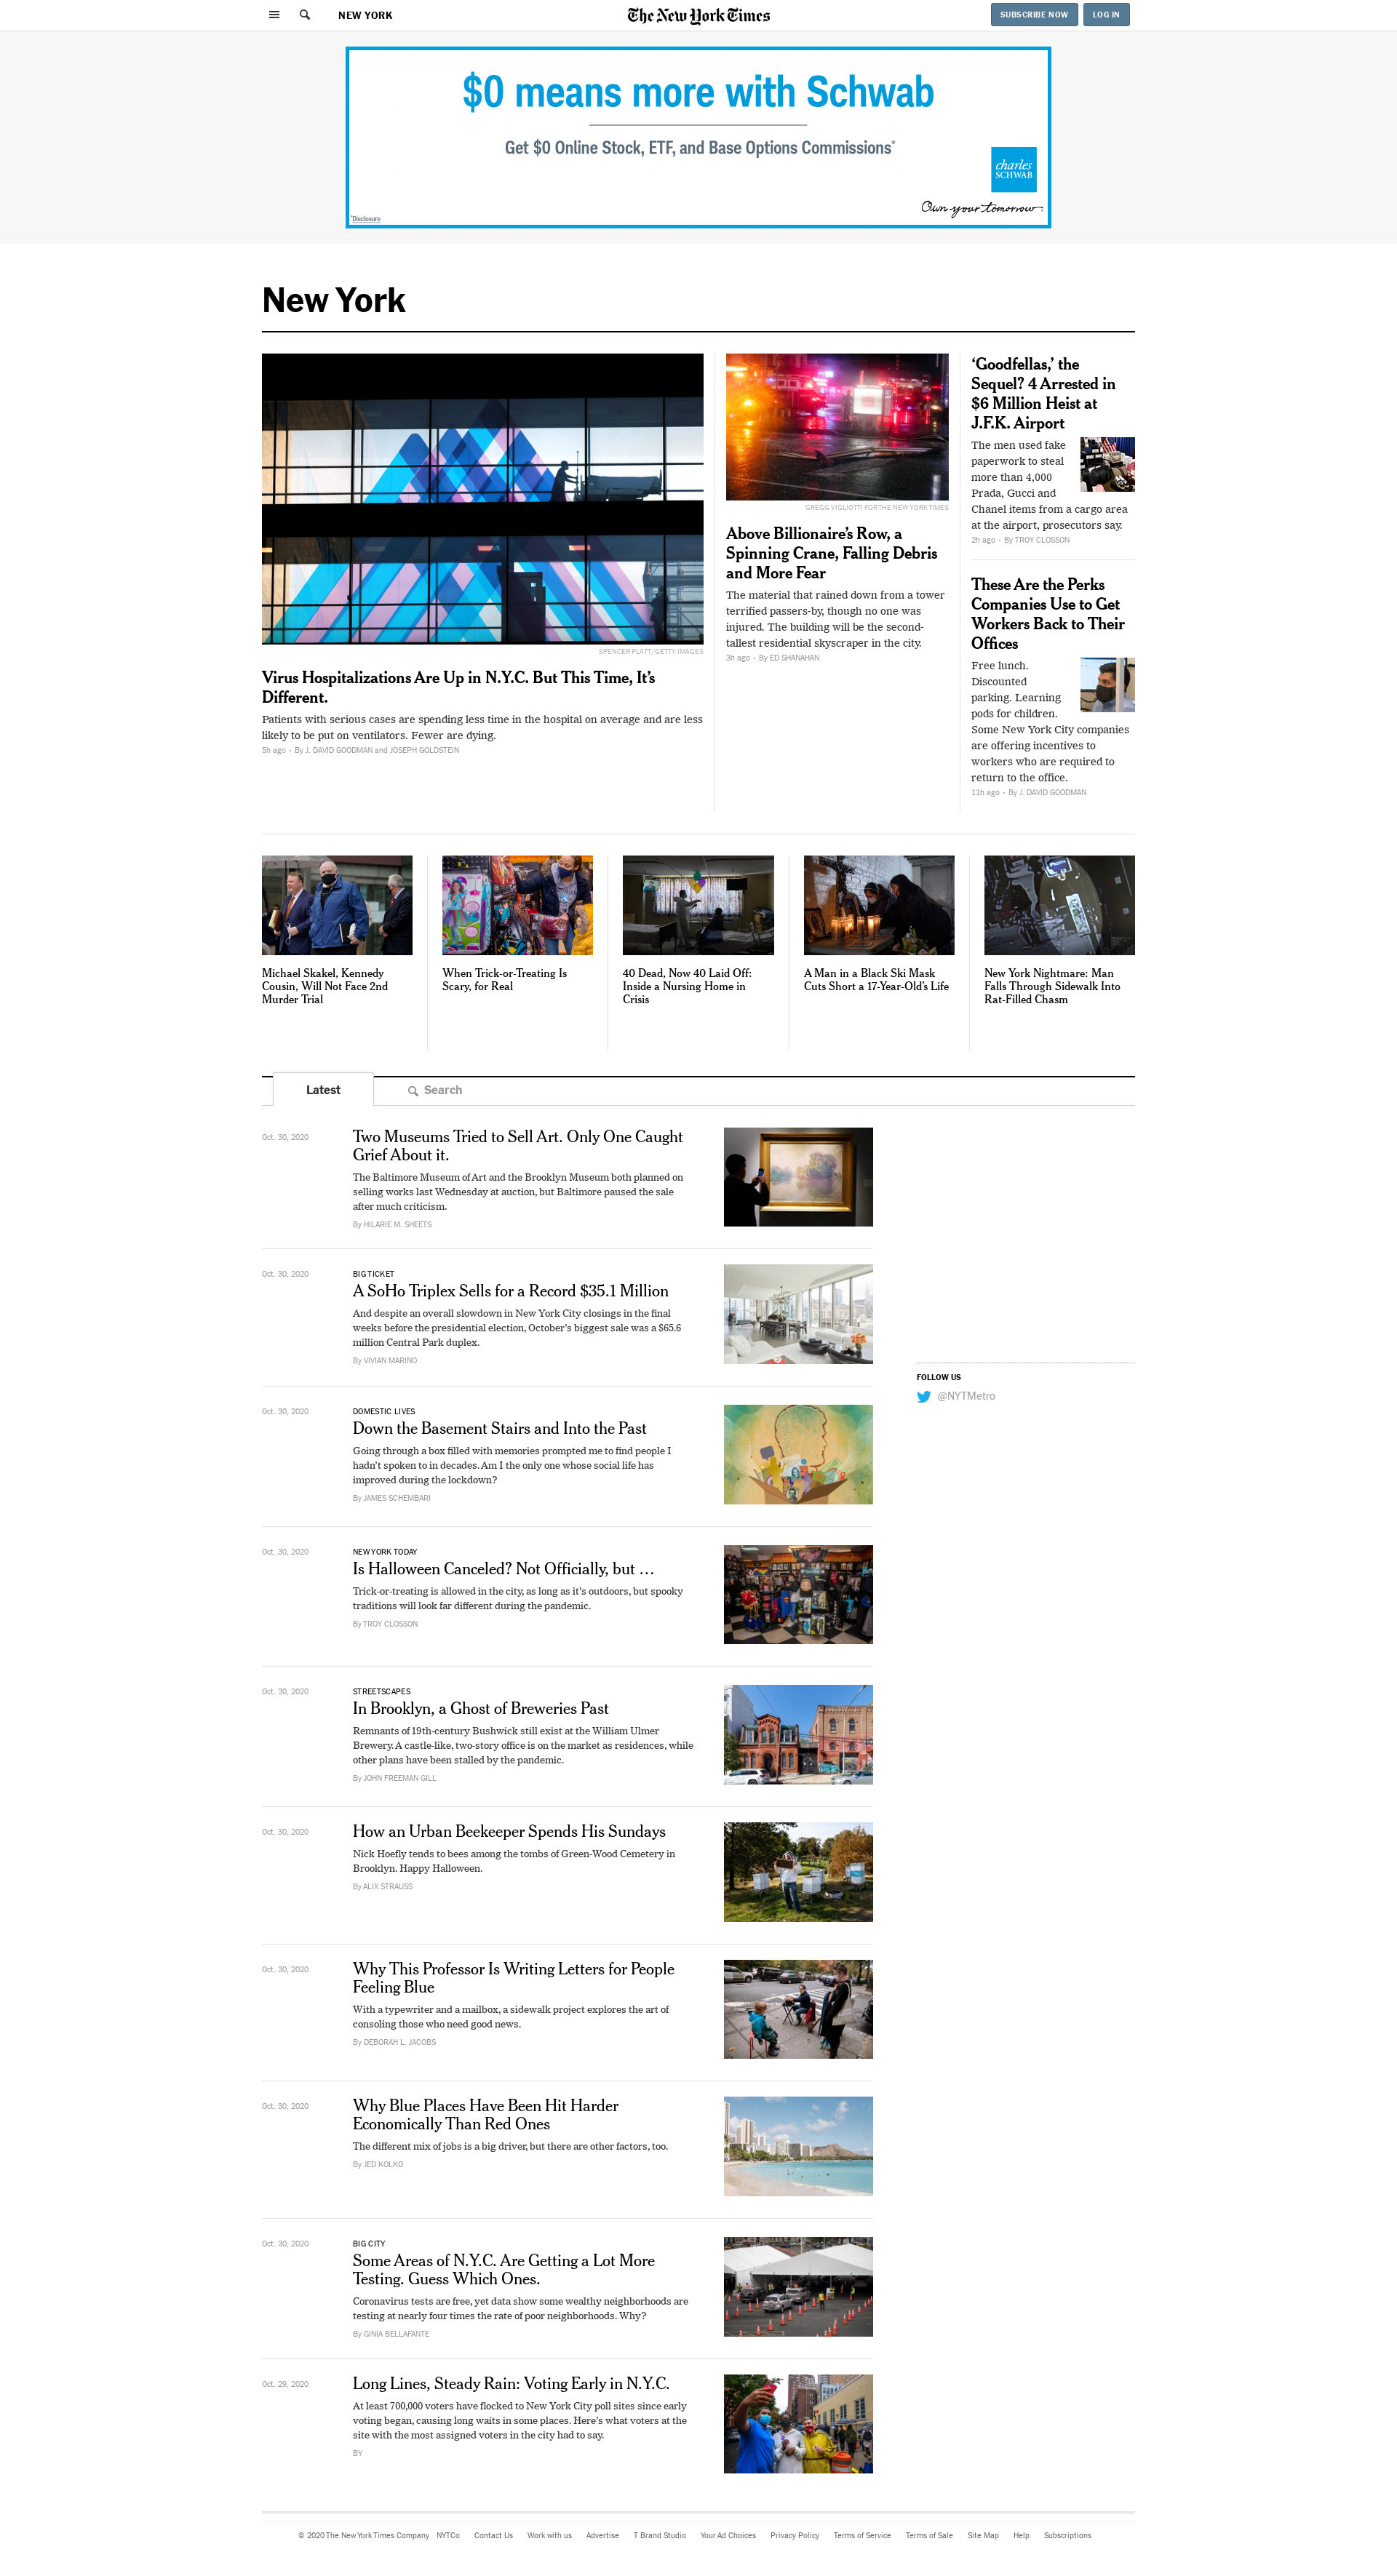 NEW YORK
The New York Times
SUBSCRIBE NOW
LOG IN
$0 means more with Schwab
Get $0 Online Stock, ETF, and Base Options Commissions*
charles
SCHWAB
Own your tomorrow
*Disclosure
New York
SPENCER PLATT/GETTY IMAGES
Virus Hospitalizations Are Up in N.Y.C. But This Time, It’s
Different.
Patients with serious cases are spending less time in the hospital on average and are less
likely to be put on ventilators. Fewer are dying.
5h ago • By J. DAVID GOODMAN and JOSEPH GOLDSTEIN
GREGG VIGLIOTTI FOR THE NEW YORK TIMES
Above Billionaire’s Row, a
Spinning Crane, Falling Debris
and More Fear
The material that rained down from a tower
terrified passers-by, though no one was
injured. The building will be the second-
tallest residential skyscraper in the city.
3h ago • By ED SHANAHAN
‘Goodfellas,’ the
Sequel? 4 Arrested in
$6 Million Heist at
J.F.K. Airport
The men used fake
paperwork to steal
more than 4,000
Prada, Gucci and
Chanel items from a cargo area
at the airport, prosecutors say.
2h ago • By TROY CLOSSON
These Are the Perks
Companies Use to Get
Workers Back to Their
Offices
Free lunch.
Discounted
parking. Learning
pods for children.
Some New York City companies
are offering incentives to
workers who are required to
return to the office.
11h ago • By J. DAVID GOODMAN
Michael Skakel, Kennedy
Cousin, Will Not Face 2nd
Murder Trial
When Trick-or-Treating Is
Scary, for Real
40 Dead, Now 40 Laid Off:
Inside a Nursing Home in
Crisis
A Man in a Black Ski Mask
Cuts Short a 17-Year-Old’s Life
New York Nightmare: Man
Falls Through Sidewalk Into
Rat-Filled Chasm
Latest
Search
Oct. 30, 2020
Two Museums Tried to Sell Art. Only One Caught
Grief About it.
The Baltimore Museum of Art and the Brooklyn Museum both planned on
selling works last Wednesday at auction, but Baltimore paused the sale
after much criticism.
By HILARIE M. SHEETS
Oct. 30, 2020
BIG TICKET
A SoHo Triplex Sells for a Record $35.1 Million
And despite an overall slowdown in New York City closings in the final
weeks before the presidential election, October’s biggest sale was a $65.6
million Central Park duplex.
By VIVIAN MARINO
FOLLOW US
@NYTMetro
Oct. 30, 2020
DOMESTIC LIVES
Down the Basement Stairs and Into the Past
Going through a box filled with memories prompted me to find people I
hadn’t spoken to in decades. Am I the only one whose social life has
improved during the lockdown?
By JAMES SCHEMBARI
Oct. 30, 2020
NEW YORK TODAY
Is Halloween Canceled? Not Officially, but …
Trick-or-treating is allowed in the city, as long as it’s outdoors, but spooky
traditions will look far different during the pandemic.
By TROY CLOSSON
Oct. 30, 2020
STREETSCAPES
In Brooklyn, a Ghost of Breweries Past
Remnants of 19th-century Bushwick still exist at the William Ulmer
Brewery. A castle-like, two-story office is on the market as residences, while
other plans have been stalled by the pandemic.
By JOHN FREEMAN GILL
Oct. 30, 2020
How an Urban Beekeeper Spends His Sundays
Nick Hoefly tends to bees among the tombs of Green-Wood Cemetery in
Brooklyn. Happy Halloween.
By ALIX STRAUSS
Oct. 30, 2020
Why This Professor Is Writing Letters for People
Feeling Blue
With a typewriter and a mailbox, a sidewalk project explores the art of
consoling those who need good news.
By DEBORAH L. JACOBS
Oct. 30, 2020
Why Blue Places Have Been Hit Harder
Economically Than Red Ones
The different mix of jobs is a big driver, but there are other factors, too.
By JED KOLKO
Oct. 30, 2020
BIG CITY
Some Areas of N.Y.C. Are Getting a Lot More
Testing. Guess Which Ones.
Coronavirus tests are free, yet data show some wealthy neighborhoods are
testing at nearly four times the rate of poor neighborhoods. Why?
By GINIA BELLAFANTE
Oct. 29, 2020
Long Lines, Steady Rain: Voting Early in N.Y.C.
At least 700,000 voters have flocked to New York City poll sites since early
voting began, causing long waits in some places. Here’s what voters at the
site with the most assigned voters in the city had to say.
BY
© 2020 The New York Times Company NYTCo Contact Us Work with us Advertise T Brand Studio Your Ad Choices Privacy Policy Terms of Service Terms of Sale Site Map Help Subscriptions